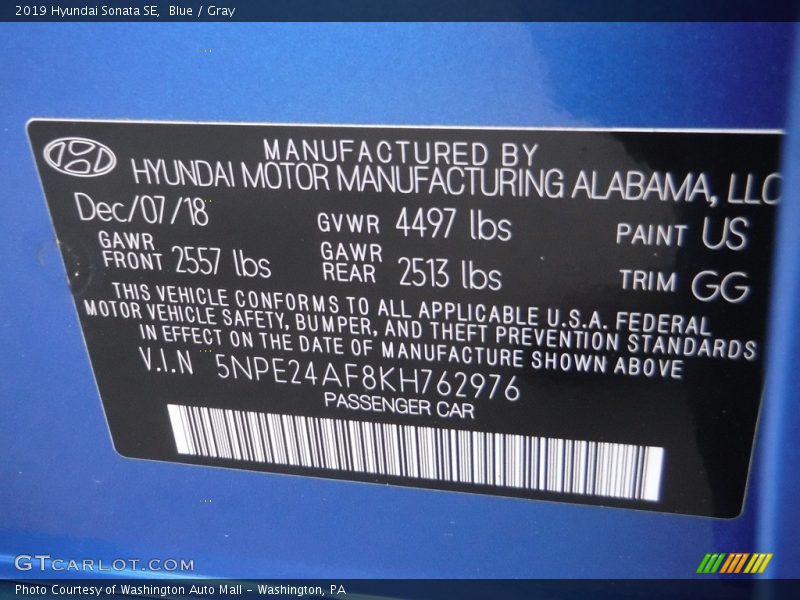 2019 Hyundai Sonata SE,  Blue / Gray
MANUFACTURED BY
HYUNDAI MOTOR MANUFACTURING ALABAMA, LLC
Dec/07/18 GVWR 4497 lbs PAINT US
GAWR FRONT 2557 lbs GAWR REAR 2513 lbs TRIM GG
THIS VEHICLE CONFORMS TO ALL APPLICABLE U.S.A. FEDERAL
MOTOR VEHICLE SAFETY, BUMPER, AND THEFT PREVENTION STANDARDS
IN EFFECT ON THE DATE OF MANUFACTURE SHOWN ABOVE
V.I.N 5NPE24AF8KH762976
PASSENGER CAR
GTCARLOT.COM
Photo Courtesy of Washington Auto Mall - Washington, PA